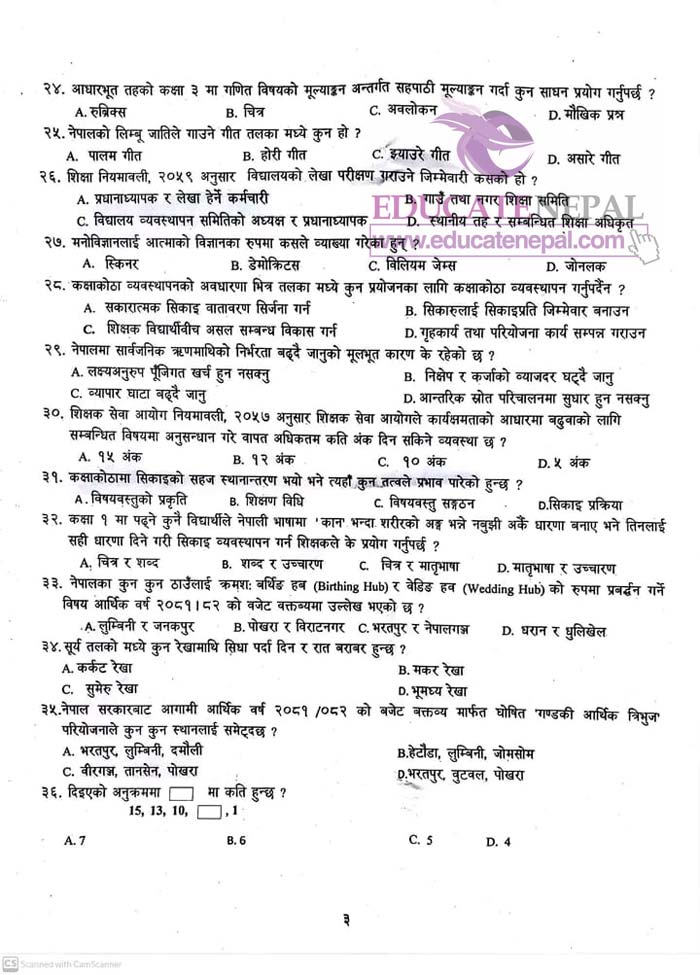 EDUCATENEPAL
www.educatenepal.com
२४. आधारभूत तहको कक्षा ३ मा गणित विषयको मूल्याङ्कन अन्तर्गत सहपाठी मूल्याङ्कन गर्दा कुन साधन प्रयोग गर्नुपर्छ ?
A. रुब्रिक्स B. चित्र C. अवलोकन D. मौखिक प्रश्न
२५. नेपालको लिम्बू जातिले गाउने गीत तलका मध्ये कुन हो ?
A. पालम गीत B. होरी गीत C. झ्याउरे गीत D. असारे गीत
२६. शिक्षा नियमावली, २०५९ अनुसार विद्यालयको लेखा परीक्षण गराउने जिम्मेवारी कसको हो ?
A. प्रधानाध्यापक र लेखा हेर्ने कर्मचारी B. गाउँ तथा नगर शिक्षा समिति
C. विद्यालय व्यवस्थापन समितिको अध्यक्ष र प्रधानाध्यापक D. स्थानीय तह र सम्बन्धित शिक्षा अधिकृत
२७. मनोविज्ञानलाई आत्माको विज्ञानका रुपमा कसले व्याख्या गरेका हुन् ?
A. स्किनर B. डेमोक्रिटस C. विलियम जेम्स D. जोनलक
२८. कक्षाकोठा व्यवस्थापनको अवधारणा भित्र तलका मध्ये कुन प्रयोजनका लागि कक्षाकोठा व्यवस्थापन गर्नुपर्दैन ?
A. सकारात्मक सिकाइ वातावरण सिर्जना गर्न B. सिकारुलाई सिकाइप्रति जिम्मेवार बनाउन
C. शिक्षक विद्यार्थीवीच असल सम्बन्ध विकास गर्न D. गृहकार्य तथा परियोजना कार्य सम्पन्न गराउन
२९. नेपालमा सार्वजनिक ऋणमाथिको निर्भरता बढ्दै जानुको मूलभूत कारण के रहेको छ ?
A. लक्ष्यअनुरुप पूँजिगत खर्च हुन नसक्नु B. निक्षेप र कर्जाको व्याजदर घट्दै जानु
C. व्यापार घाटा बढ्दै जानु D. आन्तरिक स्रोत परिचालनमा सुधार हुन नसक्नु
३०. शिक्षक सेवा आयोग नियमावली, २०५७ अनुसार शिक्षक सेवा आयोगले कार्यक्षमताको आधारमा बढुवाको लागि
सम्बन्धित विषयमा अनुसन्धान गरे वापत अधिकतम कति अंक दिन सकिने व्यवस्था छ ?
A. १५ अंक B. १२ अंक C. १० अंक D. ५ अंक
३१. कक्षाकोठामा सिकाइको सहज स्थानान्तरण भयो भने त्यहाँ कुन तत्वले प्रभाव पारेको हुन्छ ?
A. विषयवस्तुको प्रकृति B. शिक्षण विधि C. विषयवस्तु सङ्गठन D. सिकाइ प्रक्रिया
३२. कक्षा १ मा पढ्ने कुनै विद्यार्थीले नेपाली भाषामा 'कान' भन्दा शरीरको अङ्ग भन्ने नबुझी अर्कै धारणा बनाए भने तिनलाई
सही धारणा दिने गरी सिकाइ व्यवस्थापन गर्न शिक्षकले के प्रयोग गर्नुपर्छ ?
A. चित्र र शब्द B. शब्द र उच्चारण C. चित्र र मातृभाषा D. मातृभाषा र उच्चारण
३३. नेपालका कुन कुन ठाउँलाई क्रमश: बर्थिङ हब (Birthing Hub) र वेडिङ हव (Wedding Hub) को रुपमा प्रबर्द्धन गर्ने
विषय आर्थिक वर्ष २०८१।८२ को वजेट वक्तव्यमा उल्लेख भएको छ ?
A. लुम्बिनी र जनकपुर B. पोखरा र विराटनगर C. भरतपुर र नेपालगञ्ज D. धरान र धुलिखेल
३४. सूर्य तलको मध्ये कुन रेखामाथि सिधा पर्दा दिन र रात बराबर हुन्छ ?
A. कर्कट रेखा B. मकर रेखा
C. सुमेरु रेखा D. भूमध्य रेखा
३५. नेपाल सरकारबाट आगामी आर्थिक वर्ष २०८१/०८२ को बजेट बक्तव्य मार्फत घोषित 'गण्डकी आर्थिक त्रिभुज'
परियोजनाले कुन कुन स्थानलाई समेट्दछ ?
A. भरतपुर, लुम्बिनी, दमौली B. हेटौडा, लुम्बिनी, जोमसोम
C. वीरगञ्ज, तानसेन, पोखरा D. भरतपुर, वुटवल, पोखरा
३६. दिइएको अनुक्रममा मा कति हुन्छ ?
15, 13, 10, , 1
A. 7 B. 6 C. 5 D. 4
३
CS Scanned with CamScanner